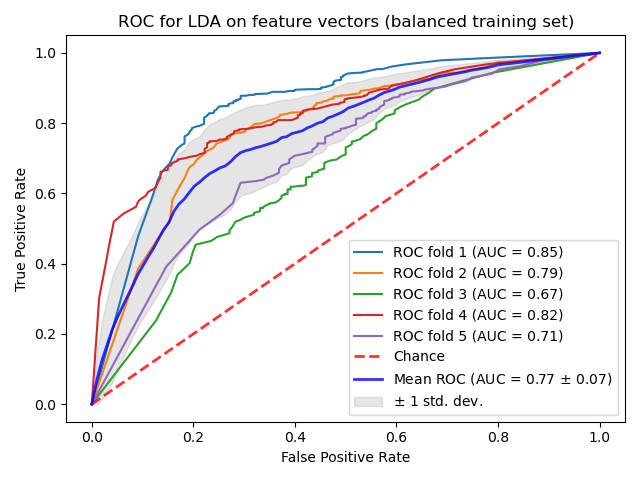 ROC for LDA on feature vectors (balanced training set)
True Positive Rate
1.0
0.8
0.6
0.4
0.2
0.0
ROC fold 1 (AUC = 0.85)
ROC fold 2 (AUC = 0.79)
ROC fold 3 (AUC = 0.67)
ROC fold 4 (AUC = 0.82)
ROC fold 5 (AUC = 0.71)
Chance
Mean ROC (AUC = 0.77 ± 0.07)
± 1 std. dev.
0.0 0.2 0.4 0.6 0.8 1.0
False Positive Rate